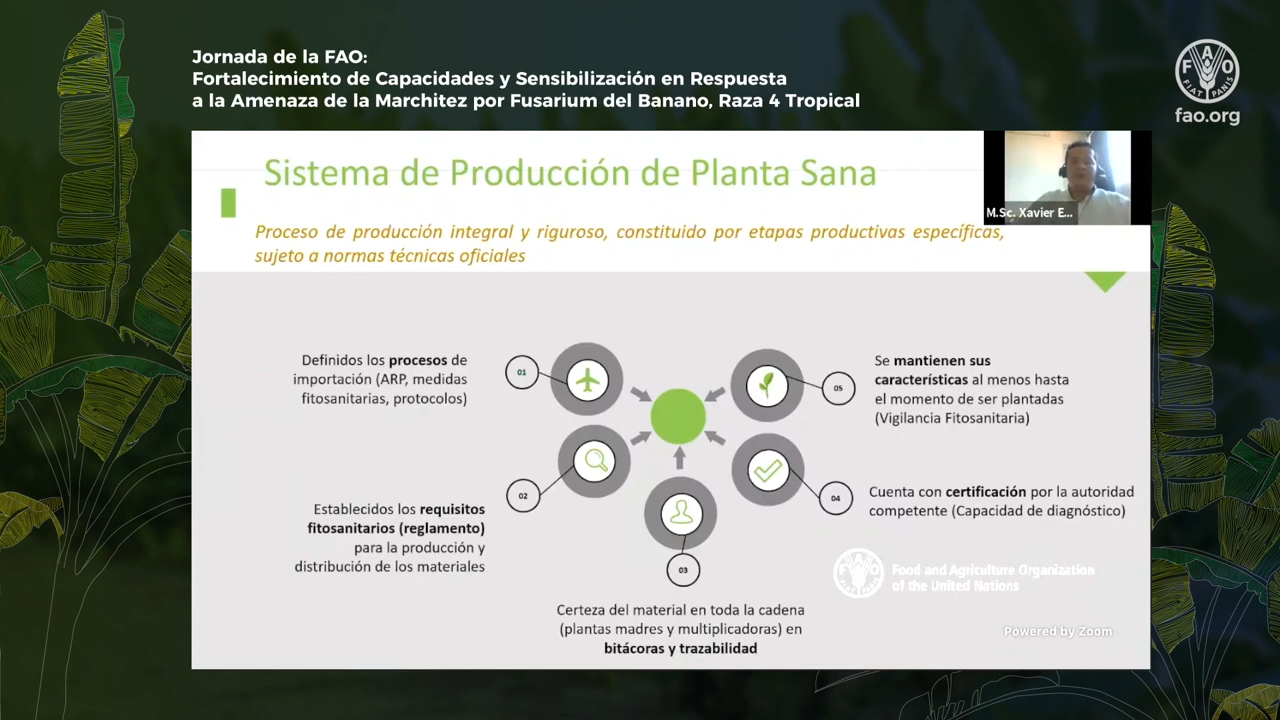 Jornada de la FAO:
Fortalecimiento de Capacidades y Sensibilización en Respuesta
a la Amenaza de la Marchitez por Fusarium del Banano, Raza 4 Tropical
F A O
FIAT PANIS
fao.org
Sistema de Producción de Planta Sana
M.Sc. Xavier E...
Proceso de producción integral y riguroso, constituido por etapas productivas específicas,
sujeto a normas técnicas oficiales
01
Definidos los procesos de
importación (ARP, medidas
fitosanitarias, protocolos)
02
Establecidos los requisitos
fitosanitarios (reglamento)
para la producción y
distribución de los materiales
03
Certeza del material en toda la cadena
(plantas madres y multiplicadoras) en
bitácoras y trazabilidad
04
Cuenta con certificación por la autoridad
competente (Capacidad de diagnóstico)
05
Se mantienen sus
características al menos hasta
el momento de ser plantadas
(Vigilancia Fitosanitaria)
F A O
FIAT PANIS
Food and Agriculture Organization
of the United Nations
Powered by Zoom